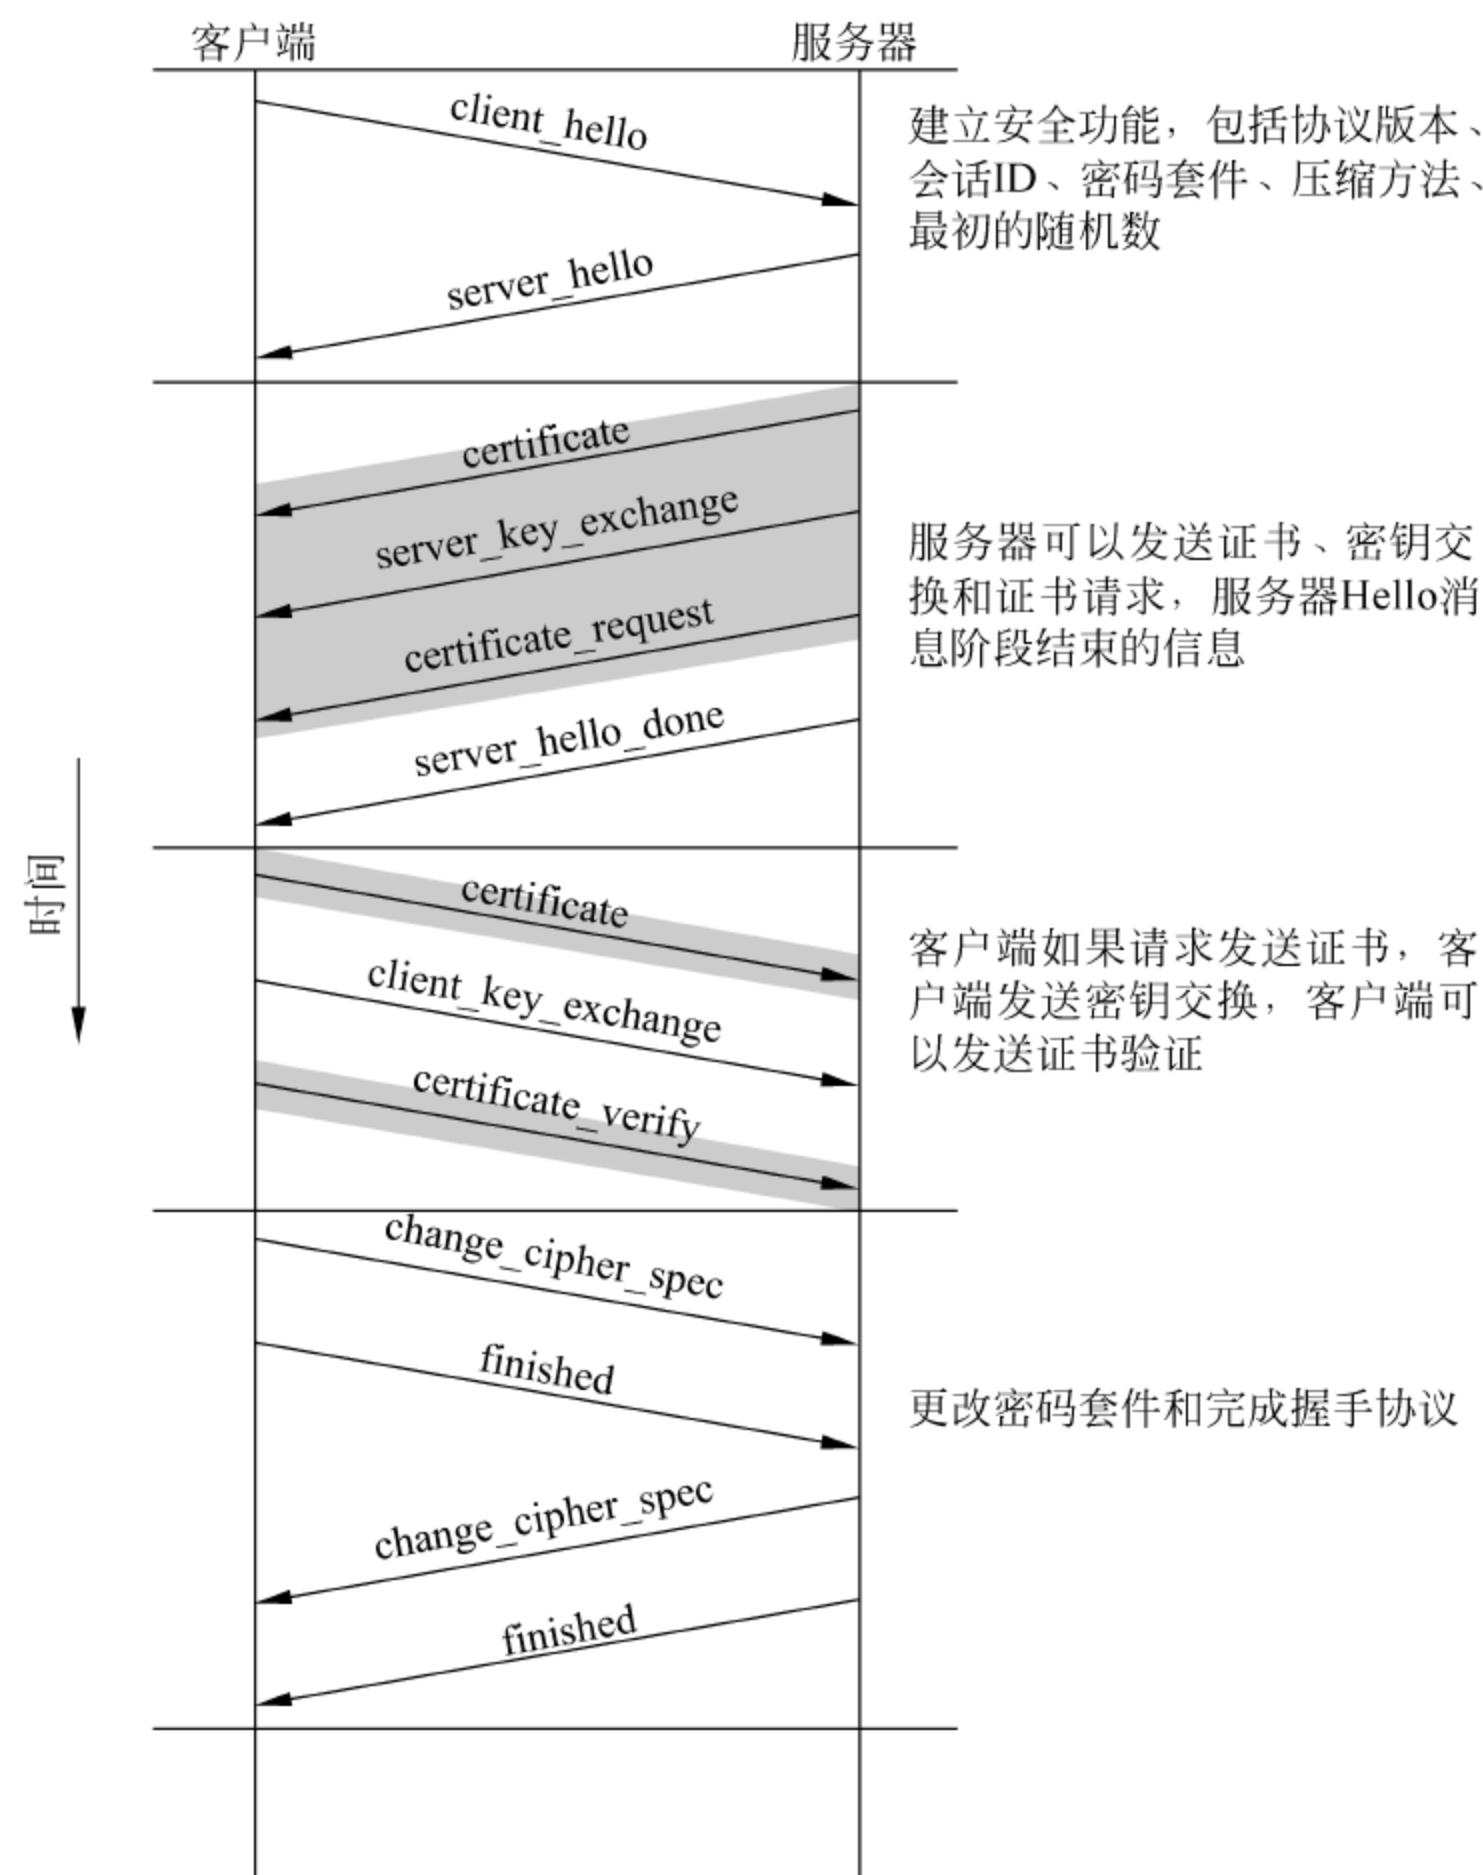 客户端
服务器
client_hello
建立安全功能，包括协议版本、
会话ID、密码套件、压缩方法、
最初的随机数
server_hello
certificate
server_key_exchange
certificate_request
server_hello_done
服务器可以发送证书、密钥交
换和证书请求，服务器Hello消
息阶段结束的信息
时间
certificate
client_key_exchange
certificate_verify
客户端如果请求发送证书，客
户端发送密钥交换，客户端可
以发送证书验证
change_cipher_spec
finished
更改密码套件和完成握手协议
change_cipher_spec
finished